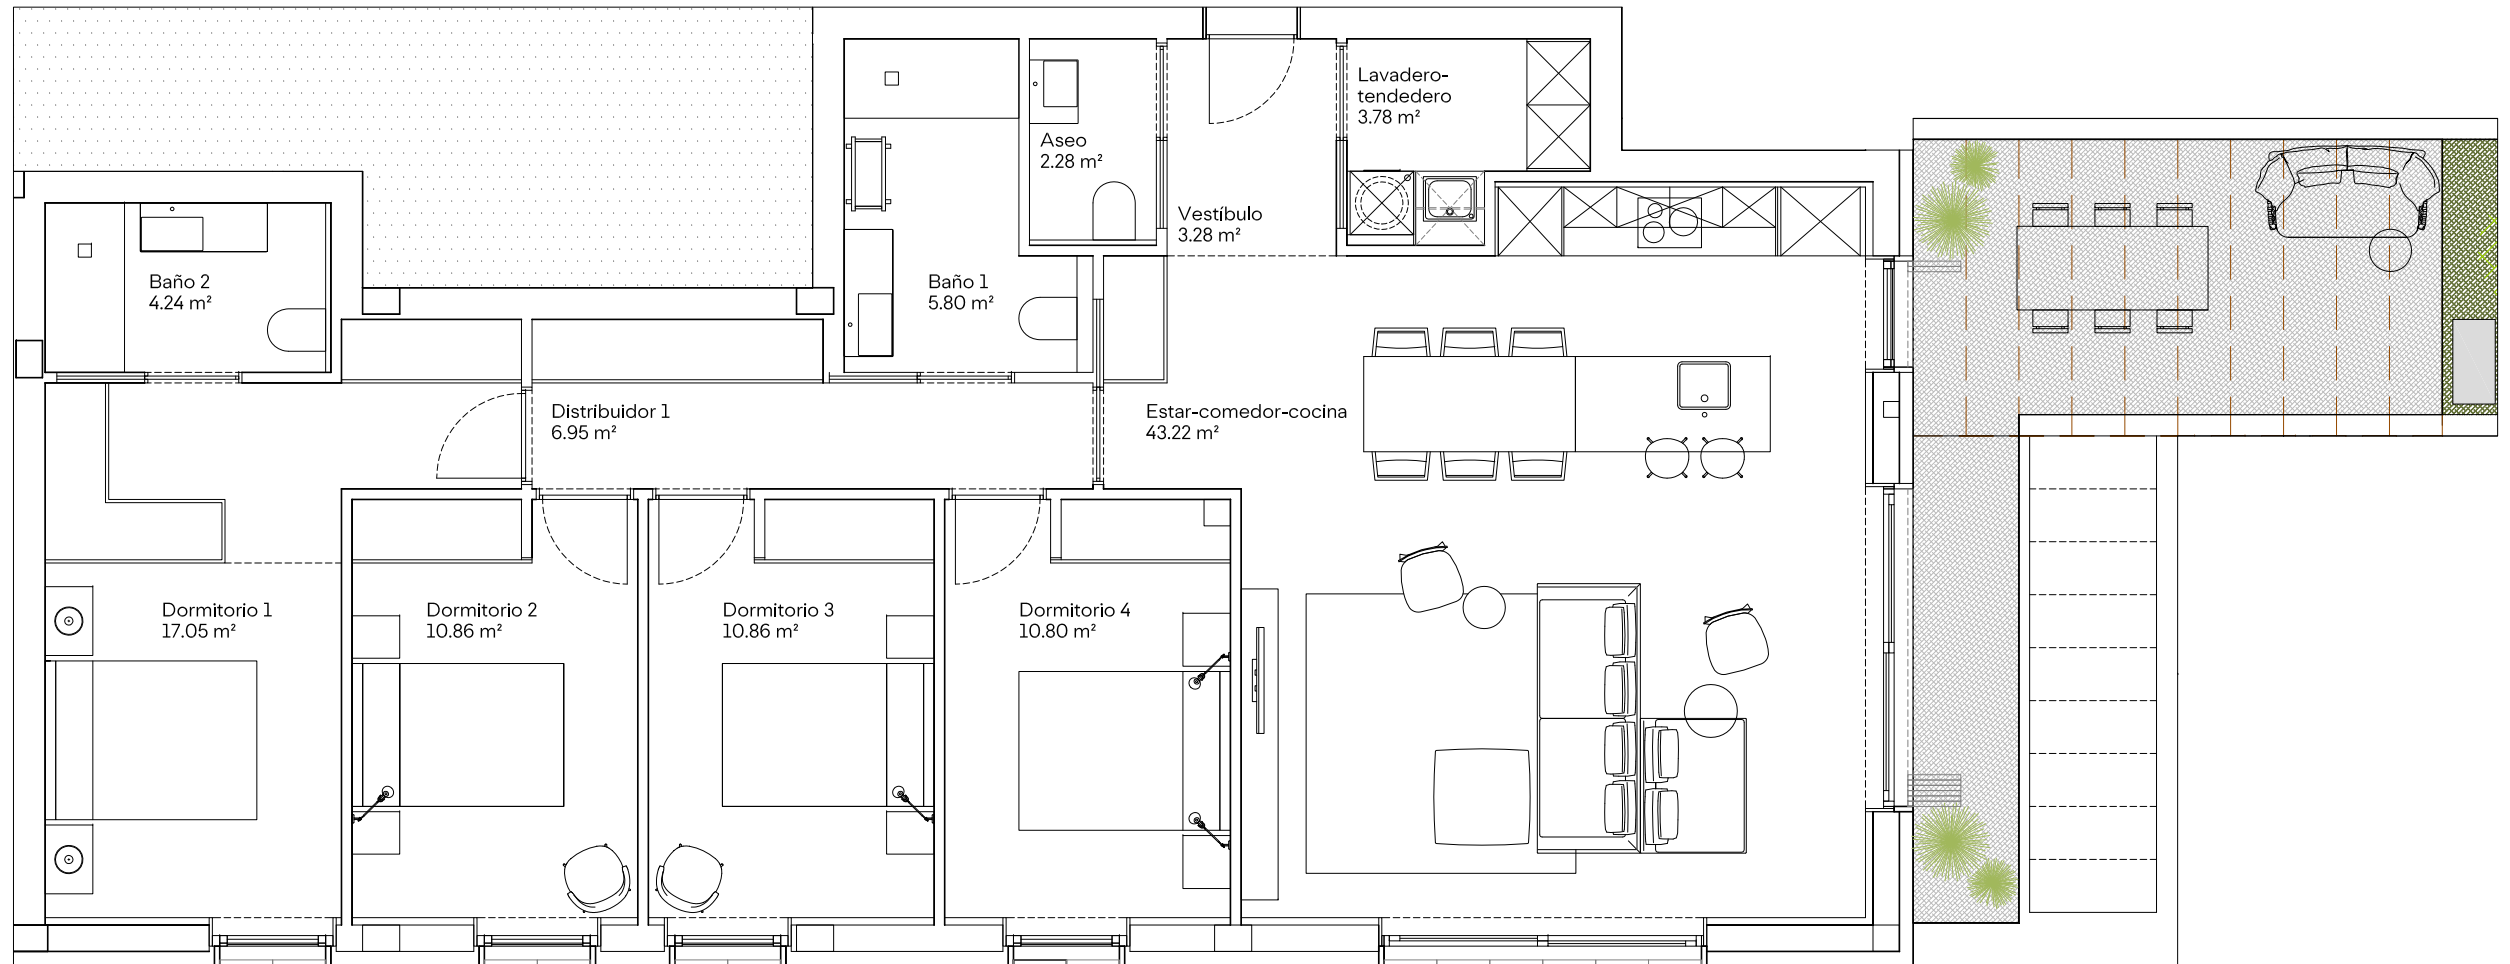 Lavadero-
tendedero
3.78 m²
Aseo
2.28 m²
Vestíbulo
3.28 m²
Baño 2
4.24 m²
Baño 1
5.80 m²
Distribuidor 1
6.95 m²
Estar-comedor-cocina
43.22 m²
Dormitorio 1
17.05 m²
Dormitorio 2
10.86 m²
Dormitorio 3
10.86 m²
Dormitorio 4
10.80 m²